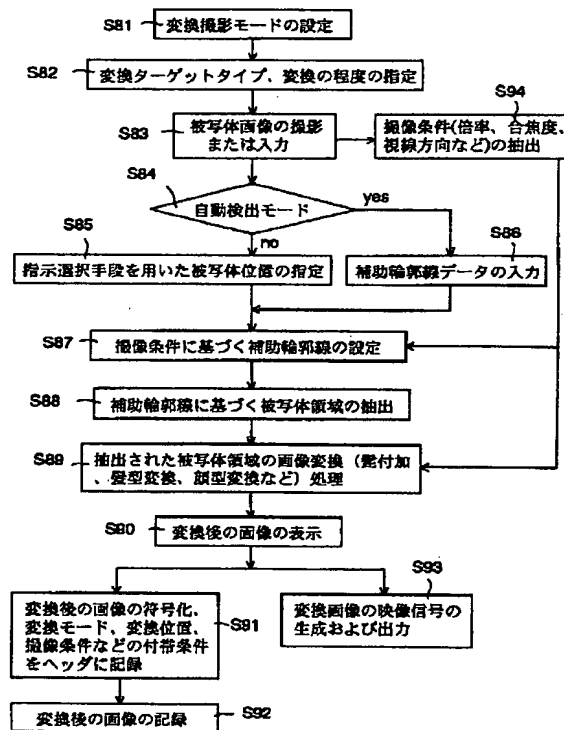 S81
変換撮影モードの設定
S82
変換ターゲットタイプ、変換の程度の指定
S83
被写体画像の撮影
または入力
S94
撮像条件(倍率、合焦度、
視線方向など)の抽出
S84
自動検出モード
yes
no
S85
指示選択手段を用いた被写体位置の指定
S86
補助輪郭線データの入力
S87
撮像条件に基づく補助輪郭線の設定
S88
補助輪郭線に基づく被写体領域の抽出
S89
抽出された被写体領域の画像変換(髭付加
、髪型変換、顔型変換など)処理
S90
変換後の画像の表示
S91
変換後の画像の符号化、
変換モード、変換位置、
撮像条件などの付帯条件
をヘッダに記録
S93
変換画像の映像信号の
生成および出力
S92
変換後の画像の記録